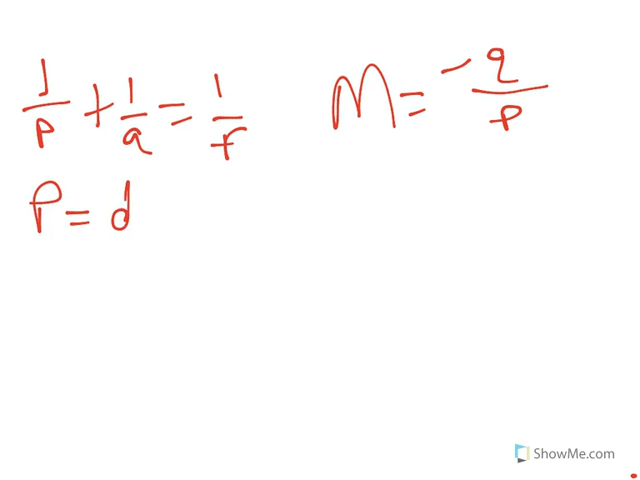 1/p + 1/q = 1/f
M = -q/p
P = d
ShowMe.com